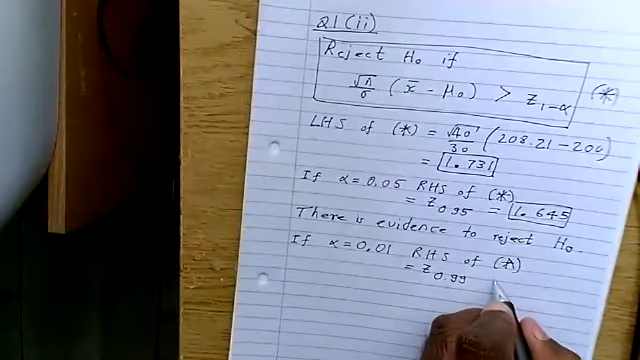 Q1 (ii)
Reject H₀ if
√n/σ (x̄ - μ₀) > z₁₋α (*)
LHS of (*) = √40/30 (208.21 - 200)
= 1.731
If α = 0.05 RHS of (*)
= z₀.₉₅ = 1.645
There is evidence to reject H₀.
If α = 0.01 RHS of (*)
= z₀.₉₉